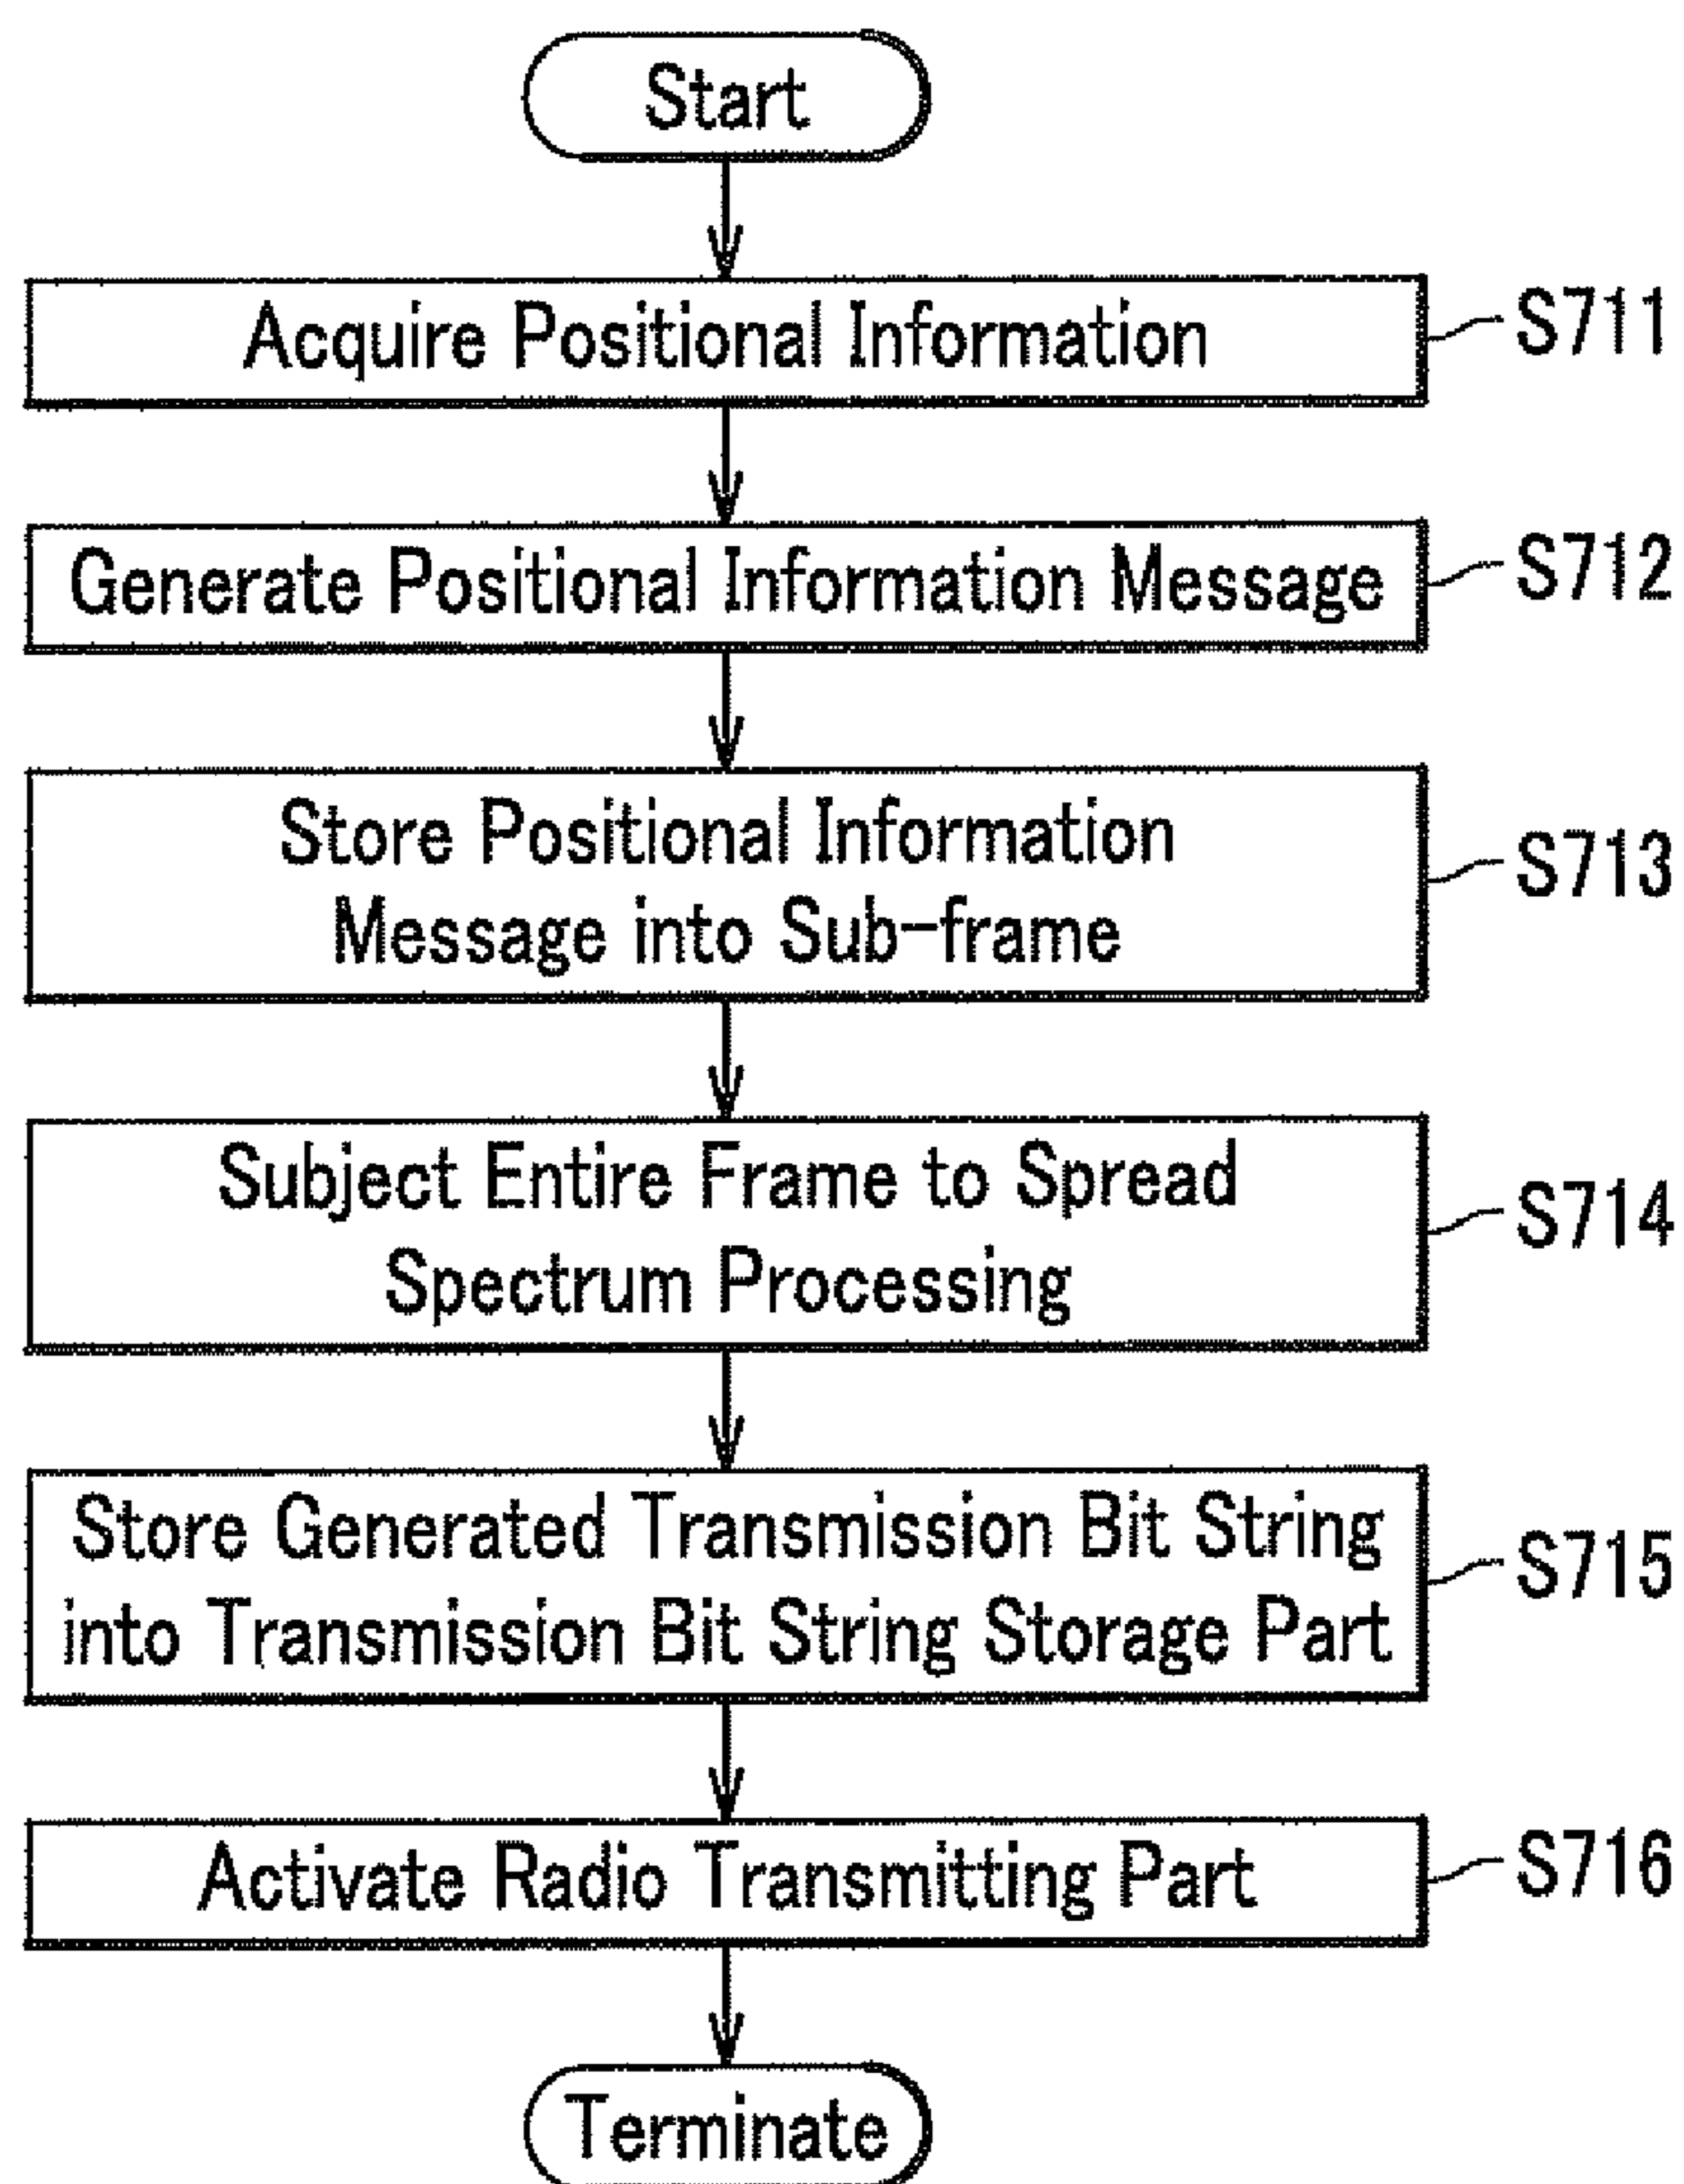 Start
Acquire Positional Information
S711
Generate Positional Information Message
S712
Store Positional Information
Message into Sub-frame
S713
Subject Entire Frame to Spread
Spectrum Processing
S714
Store Generated Transmission Bit String
into Transmission Bit String Storage Part
S715
Activate Radio Transmitting Part
S716
Terminate